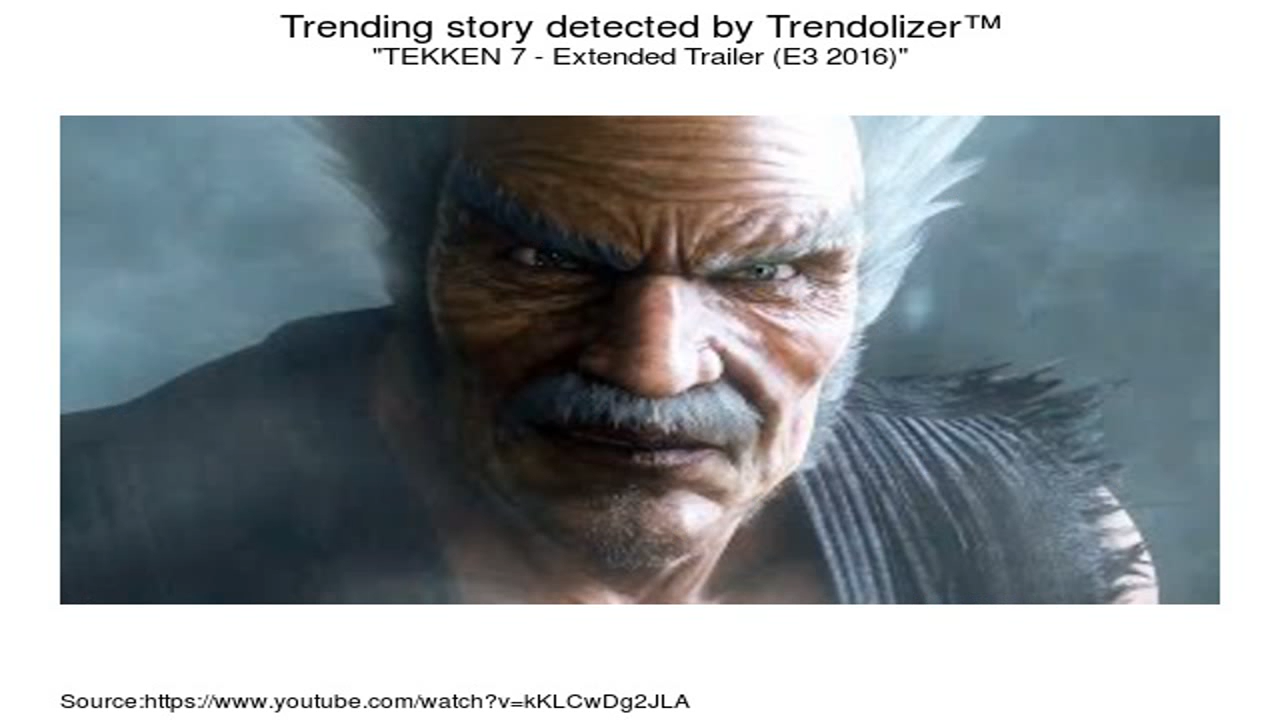 Trending story detected by Trendolizer™
"TEKKEN 7 - Extended Trailer (E3 2016)"
Source:https://www.youtube.com/watch?v=kKLCwDg2JLA